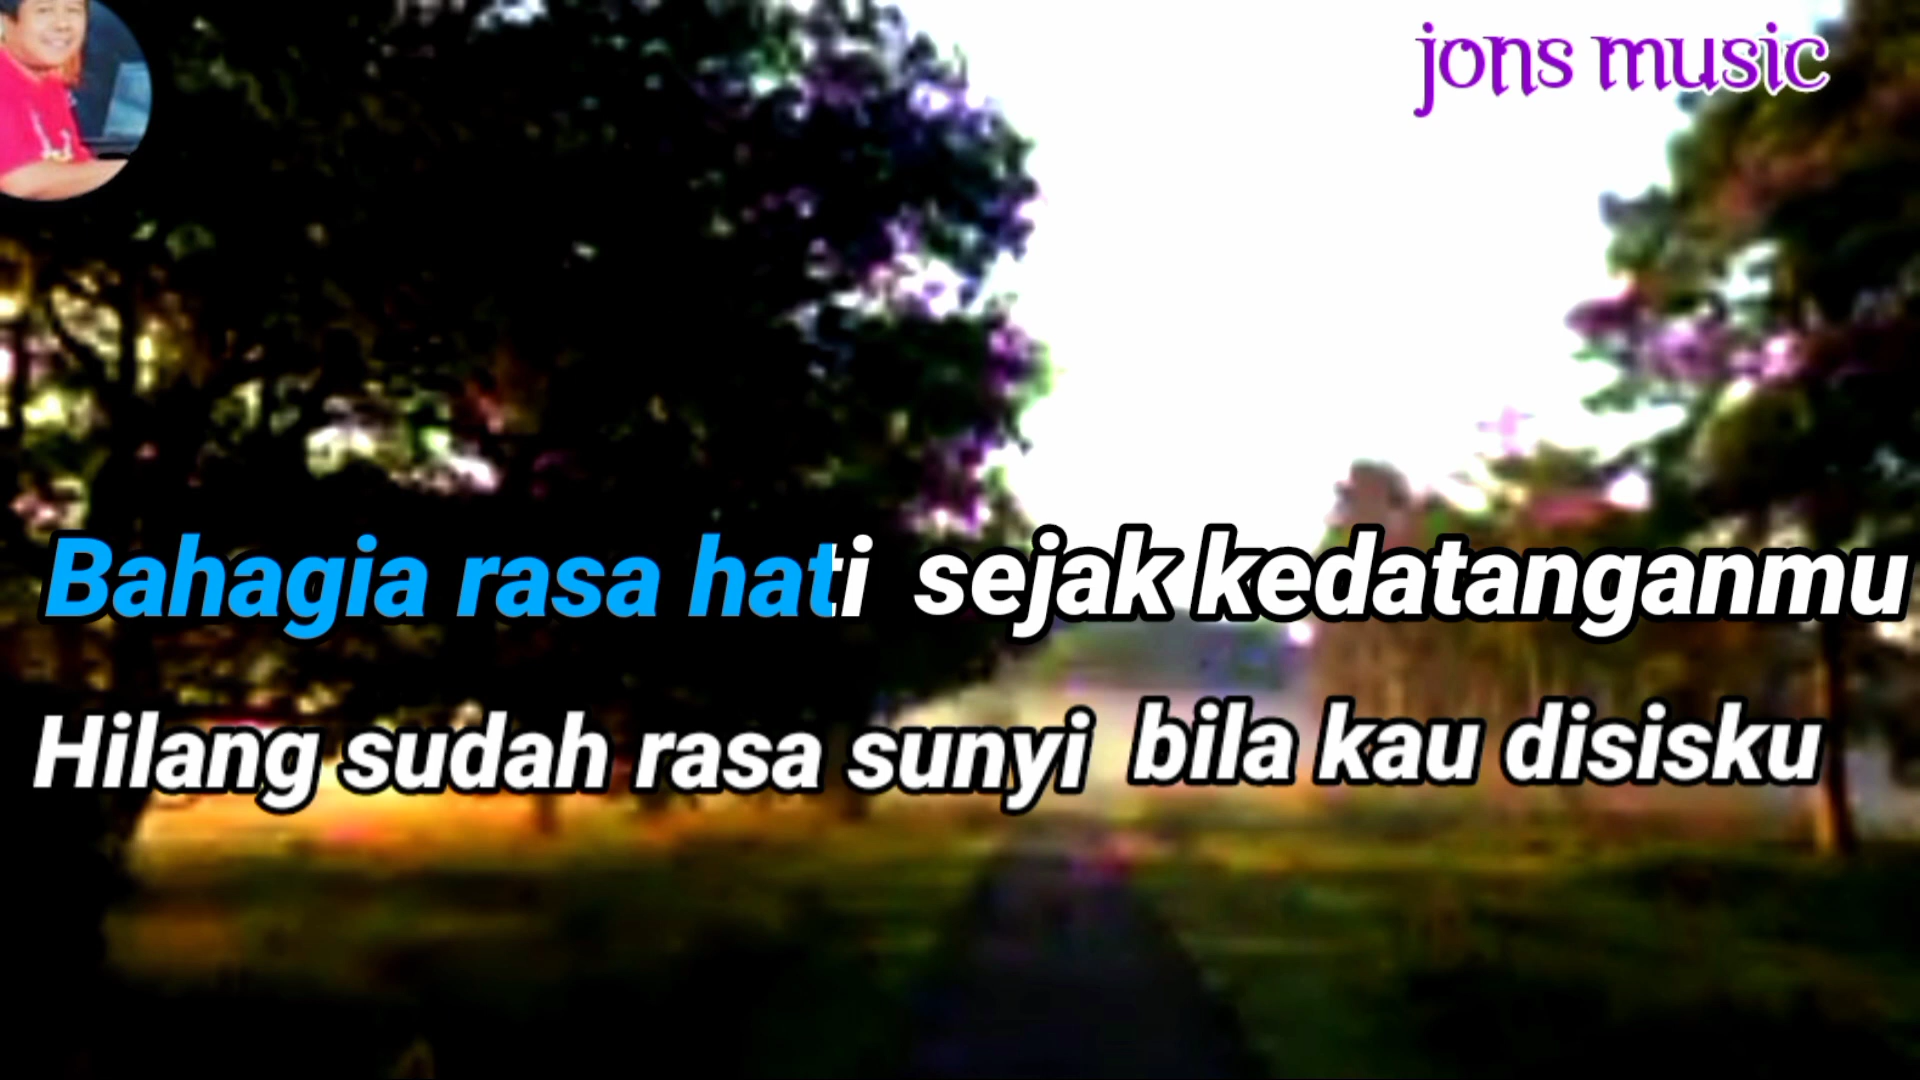 jons music
Bahagia rasa hati sejak kedatanganmu
Hilang sudah rasa sunyi bila kau disisku